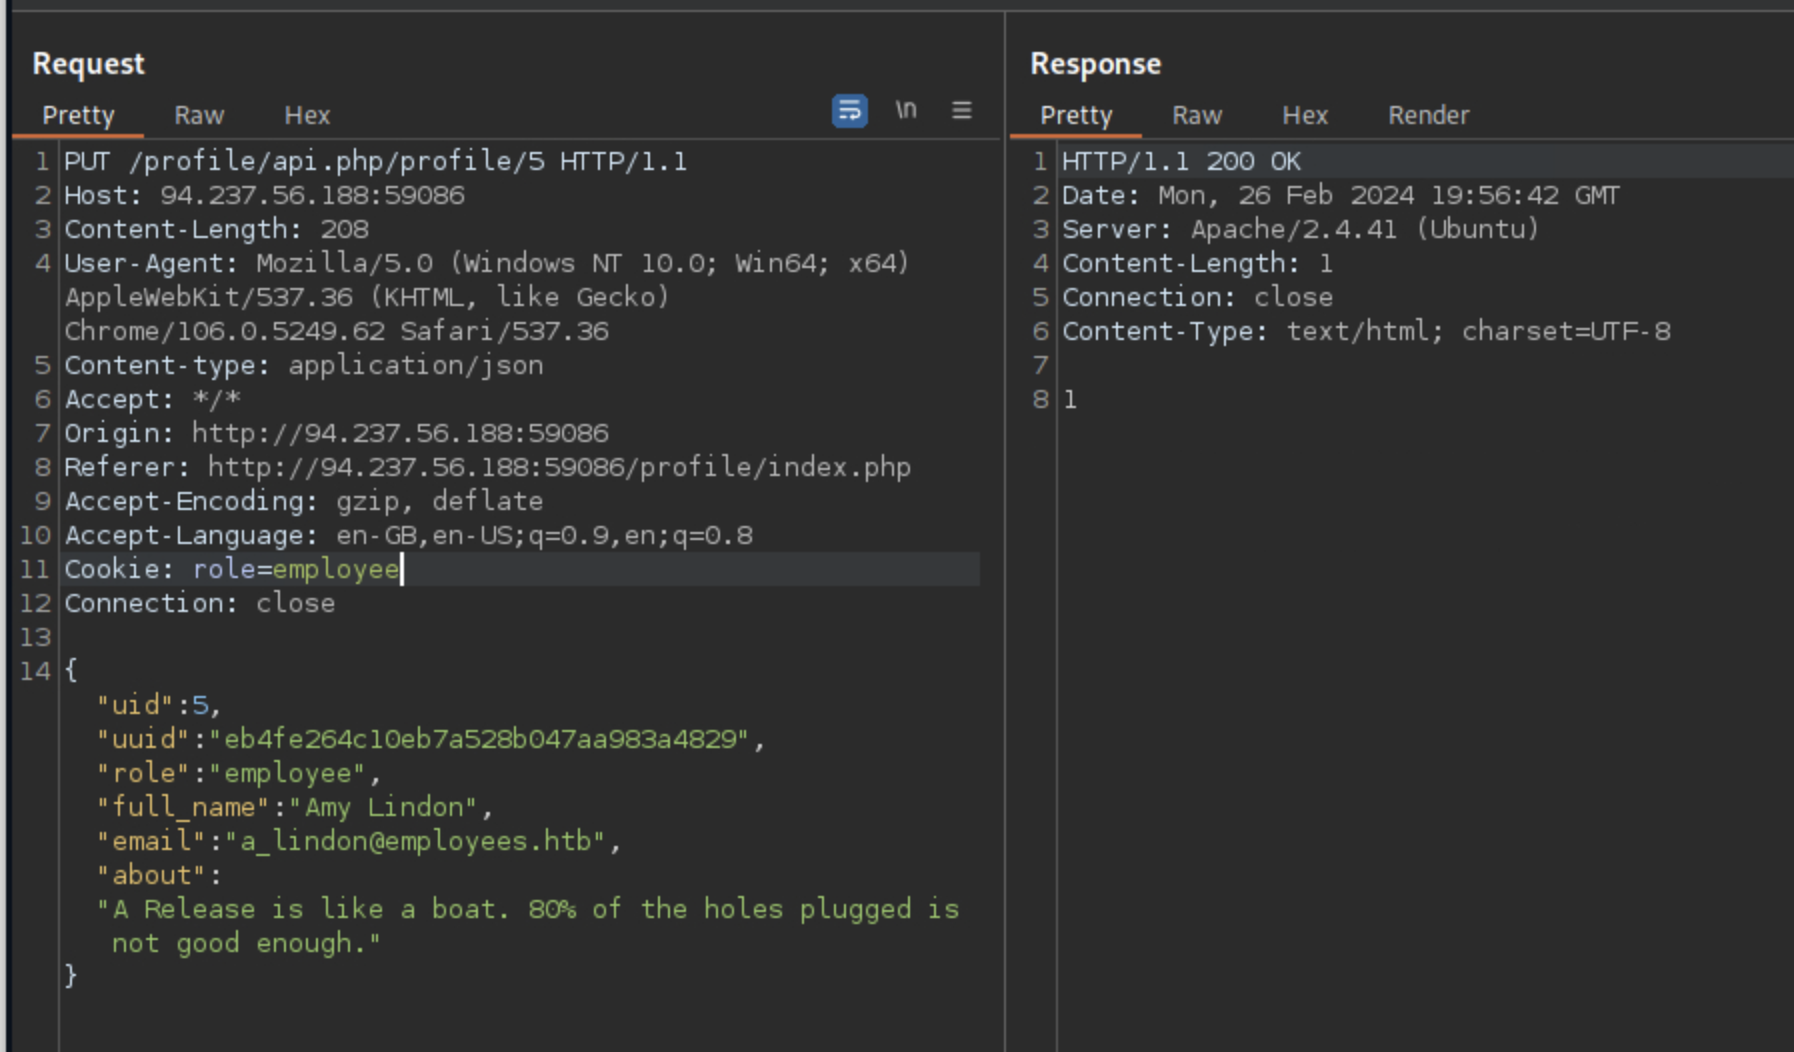 Request
Pretty Raw Hex \n
1 PUT /profile/api.php/profile/5 HTTP/1.1
2 Host: 94.237.56.188:59086
3 Content-Length: 208
4 User-Agent: Mozilla/5.0 (Windows NT 10.0; Win64; x64)
AppleWebKit/537.36 (KHTML, like Gecko)
Chrome/106.0.5249.62 Safari/537.36
5 Content-type: application/json
6 Accept: */*
7 Origin: http://94.237.56.188:59086
8 Referer: http://94.237.56.188:59086/profile/index.php
9 Accept-Encoding: gzip, deflate
10 Accept-Language: en-GB,en-US;q=0.9,en;q=0.8
11 Cookie: role=employee
12 Connection: close
13
14 {
"uid":5,
"uuid":"eb4fe264c10eb7a528b047aa983a4829",
"role":"employee",
"full_name":"Amy Lindon",
"email":"a_lindon@employees.htb",
"about":
"A Release is like a boat. 80% of the holes plugged is
not good enough."
}
Response
Pretty Raw Hex Render
1 HTTP/1.1 200 OK
2 Date: Mon, 26 Feb 2024 19:56:42 GMT
3 Server: Apache/2.4.41 (Ubuntu)
4 Content-Length: 1
5 Connection: close
6 Content-Type: text/html; charset=UTF-8
7
8 1